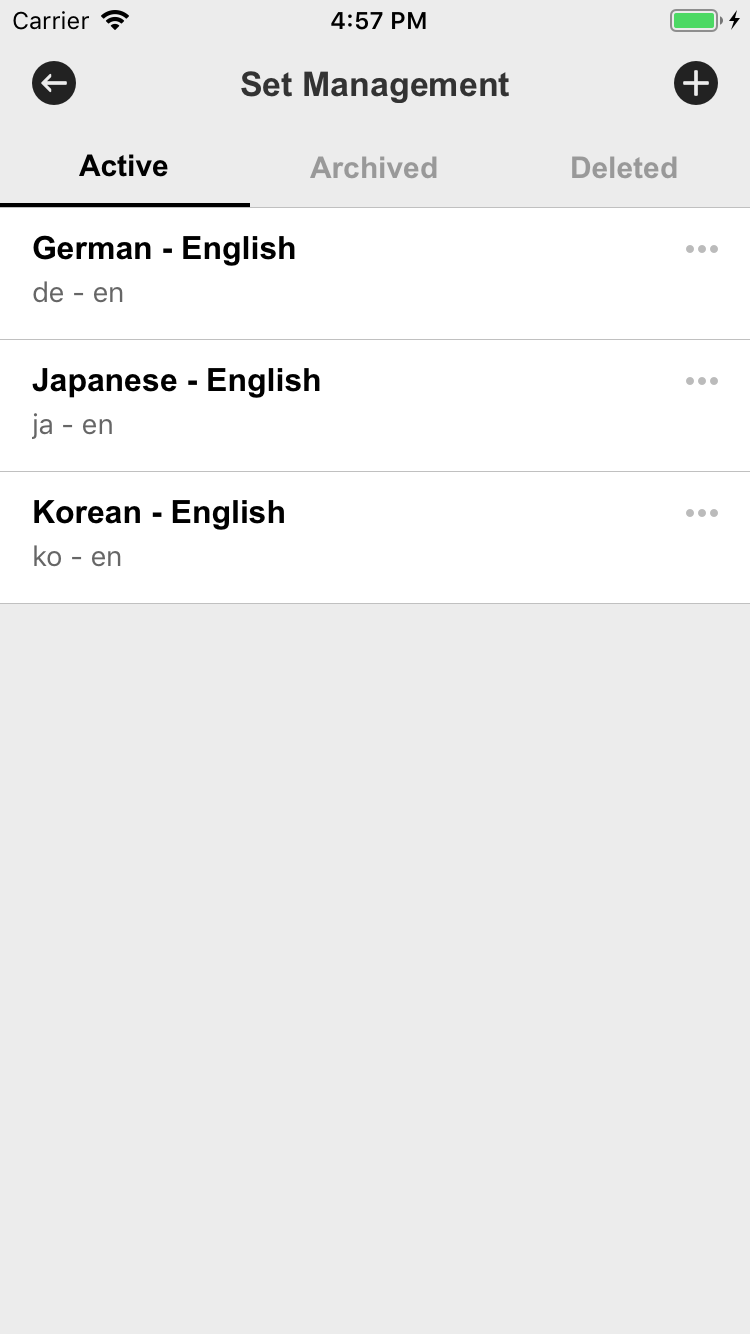 Carrier 4:57 PM
Set Management
Active Archived Deleted
German - English
de - en
Japanese - English
ja - en
Korean - English
ko - en